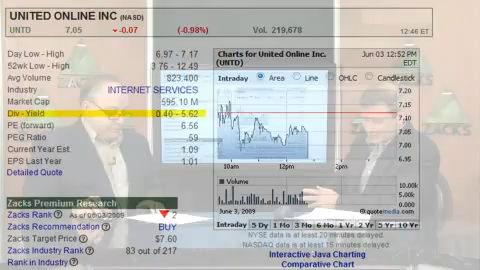 UNITED ONLINE INC (NASD)
UNTD 7.05 -0.07 (-0.98%) Vol. 219,678 12:46 ET
Day Low - High 6.97 - 7.17
52wk Low - High 3.76 - 12.49
Avg Volume 823,400
Industry INTERNET SERVICES
Market Cap 595.10 M
Div - Yield 0.40 - 5.62
PE (forward) 6.56
PEG Ratio .59
Current Year Est. 1.09
EPS Last Year 1.01
Detailed Quote
Zacks Premium Research
Zacks Rank As of 06/03/2009 2
Zacks Recommendation BUY
Zacks Target Price $7.60
Zacks Industry Rank 83 out of 217
Rank in Industry
Charts for United Online Inc. (UNTD)
Jun 03 12:52 PM EDT
Intraday Area Line OHLC Candlestick
7.20
7.15
7.10
7.05
7.00
6.95
10am 12pm 2pm
Volume
10.00k
5.00k
0.00k
June 3, 2009 quotemedia.com
Intraday 5 Dy 1 Mo 3 Mo 6 Mo 1 Yr 2 Yr 5 Yr 10 Yr
NYSE data is at least 20 minutes delayed
NASDAQ data is at least 15 minutes delayed
Interactive Java Charting
Comparative Chart